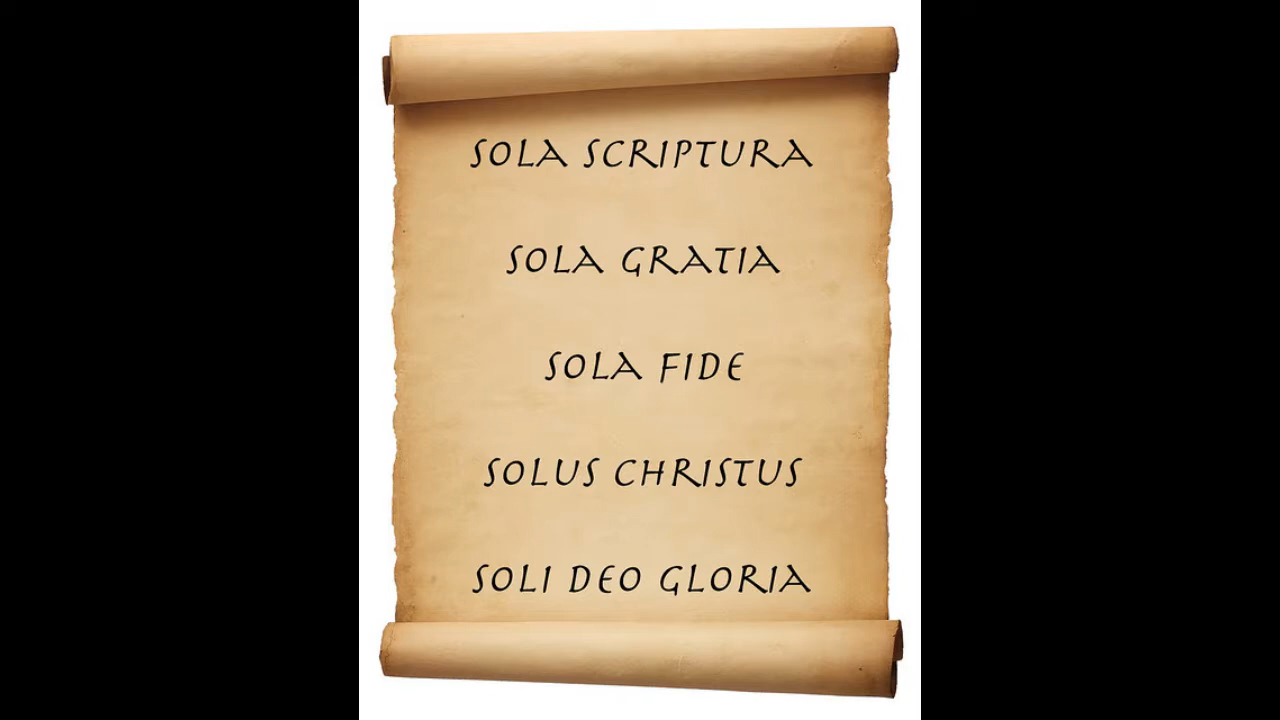 SOLA SCRIPTURA
SOLA GRATIA
SOLA FIDE
SOLUS CHRISTUS
SOLI DEO GLORIA